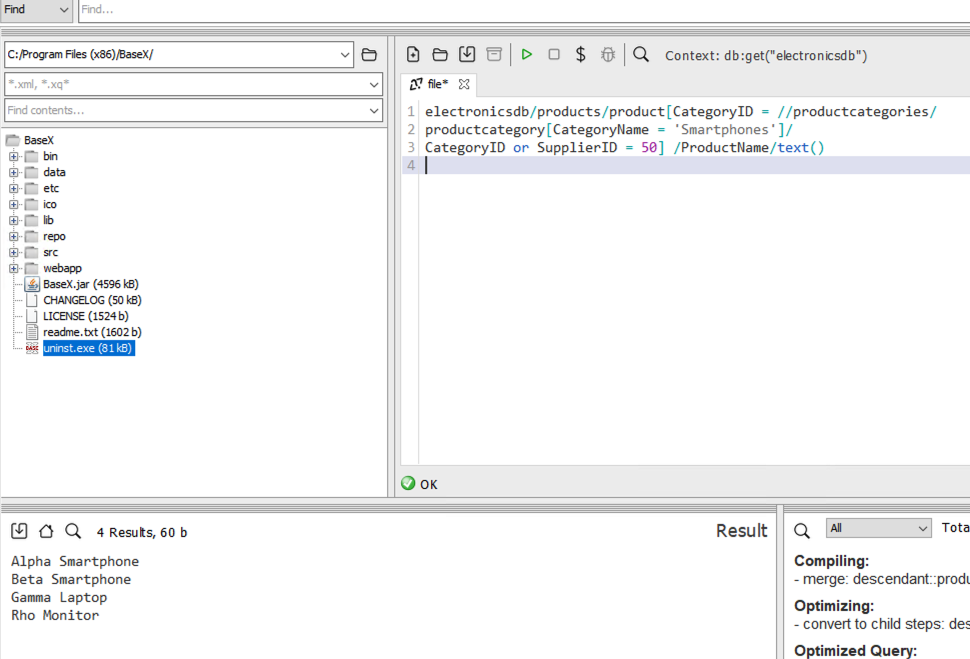 Find
Find...
C:/Program Files (x86)/BaseX/
*.xml, *.xq*
Find contents...
BaseX
bin
data
etc
ico
lib
repo
src
webapp
BaseX.jar (4596 kB)
CHANGELOG (50 kB)
LICENSE (1524 b)
readme.txt (1602 b)
uninst.exe (81 kB)
Context: db:get("electronicsdb")
file*
1 electronicsdb/products/product[CategoryID = //productcategories/
2 productcategory[CategoryName = 'Smartphones']/
3 CategoryID or SupplierID = 50] /ProductName/text()
4
OK
4 Results, 60 b
Result
Alpha Smartphone
Beta Smartphone
Gamma Laptop
Rho Monitor
All
Tota
Compiling:
- merge: descendant::produ
Optimizing:
- convert to child steps: des
Optimized Query: